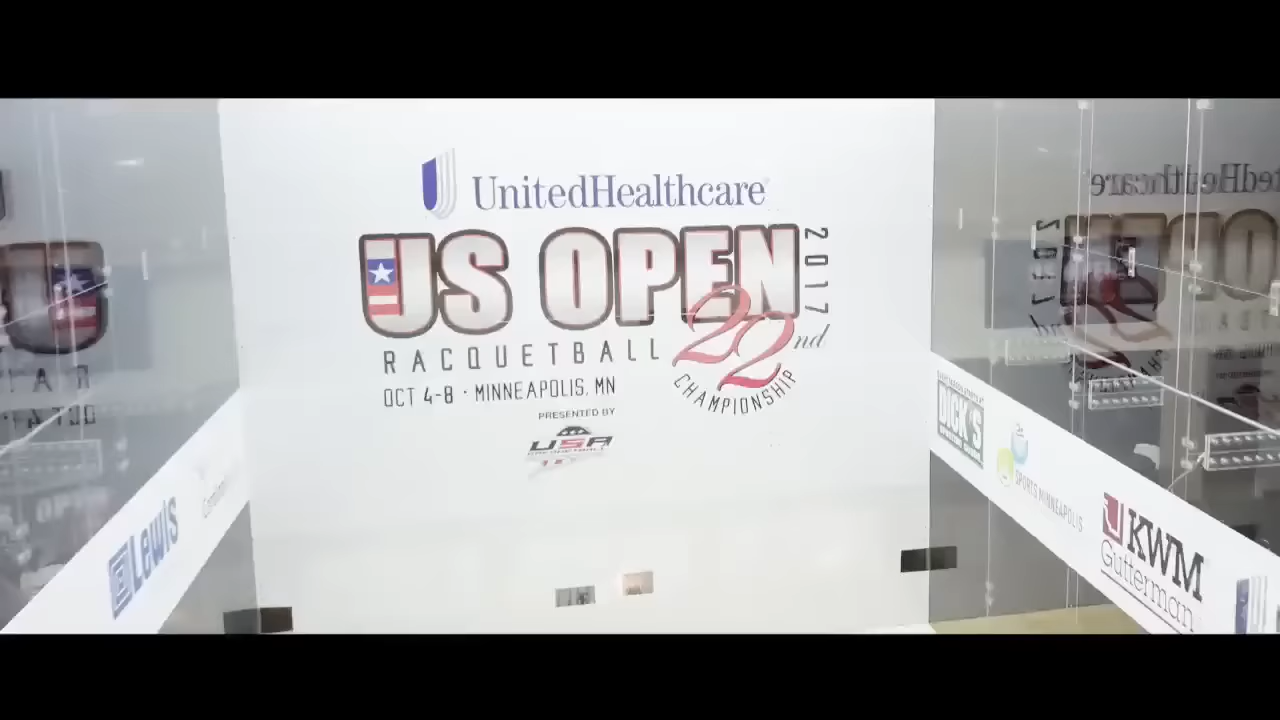 UnitedHealthcare
US OPEN
2017
22nd
RACQUETBALL
CHAMPIONSHIP
OCT 4-8 · MINNEAPOLIS, MN
PRESENTED BY
USA
RACQUETBALL
Lewis
DICK'S
SPORTS MINNEAPOLIS
KWM
Gutterman